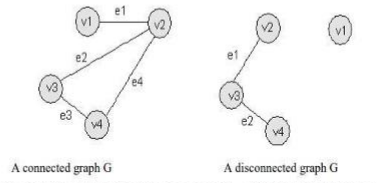 v1
e1
v2
e2
e4
v3
e3
v4
v2
v1
e1
v3
e2
v4
A connected graph G
A disconnected graph G